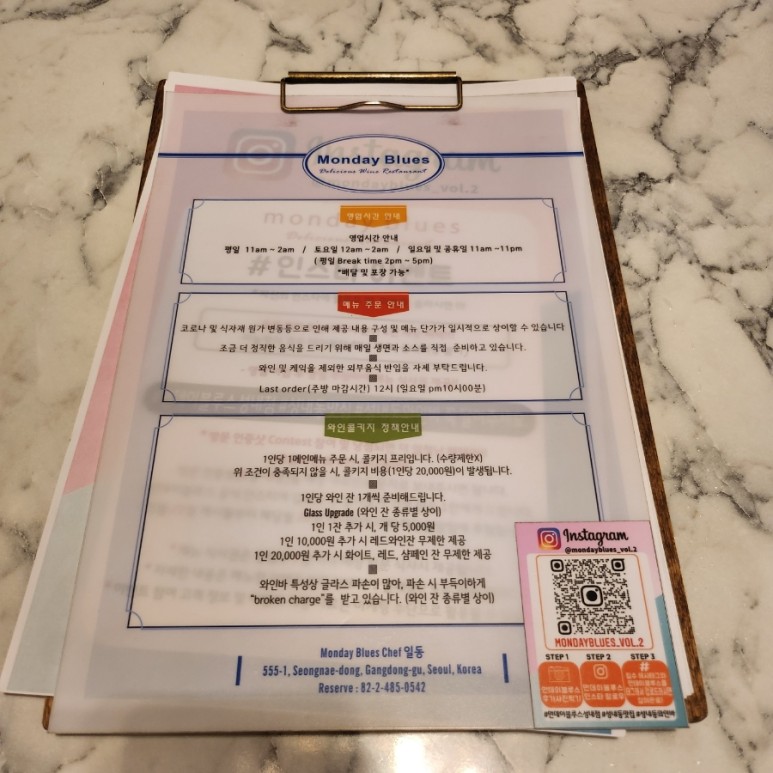 Monday Blues
Delicious Wine Restaurant
영업시간 안내
영업시간 안내
평일 11am ~ 2am / 토요일 12am ~ 2am / 일요일 및 공휴일 11am ~11pm
( 평일 Break time 2pm ~ 5pm)
*배달 및 포장 가능*
메뉴 주문 안내
코로나 및 식자재 원가 변동등으로 인해 제공 내용 구성 및 메뉴 단가가 일시적으로 상이할 수 있습니다
조금 더 정직한 음식을 드리기 위해 매일 생면과 소스를 직접 준비하고 있습니다.
와인 및 케익을 제외한 외부음식 반입을 자제 부탁드립니다.
Last order(주방 마감시간) 12시 (일요일 pm10시00분)
와인콜키지 정책안내
1인당 1메인메뉴 주문 시, 콜키지 프리입니다. (수량제한X)
위 조건이 충족되지 않을 시, 콜키지 비용(1인당 20,000원)이 발생됩니다.
1인당 와인 잔 1개씩 준비해드립니다.
Glass Upgrade (와인 잔 종류별 상이)
1인 1잔 추가 시, 개 당 5,000원
1인 10,000원 추가 시 레드와인잔 무제한 제공
1인 20,000원 추가 시 화이트, 레드, 샴페인 잔 무제한 제공
와인바 특성상 글라스 파손이 많아, 파손 시 부득이하게
"broken charge"를 받고 있습니다. (와인 잔 종류별 상이)
Monday Blues Chef 일동
555-1, Seongnae-dong, Gangdong-gu, Seoul, Korea
Reserve : 82-2-485-0542
Instagram
@mondayblues_vol.2
MONDAYBLUES_VOL.2
STEP 1 STEP 2 STEP 3
#먼데이블루스성내점 #성내동맛집 #성내동와인바